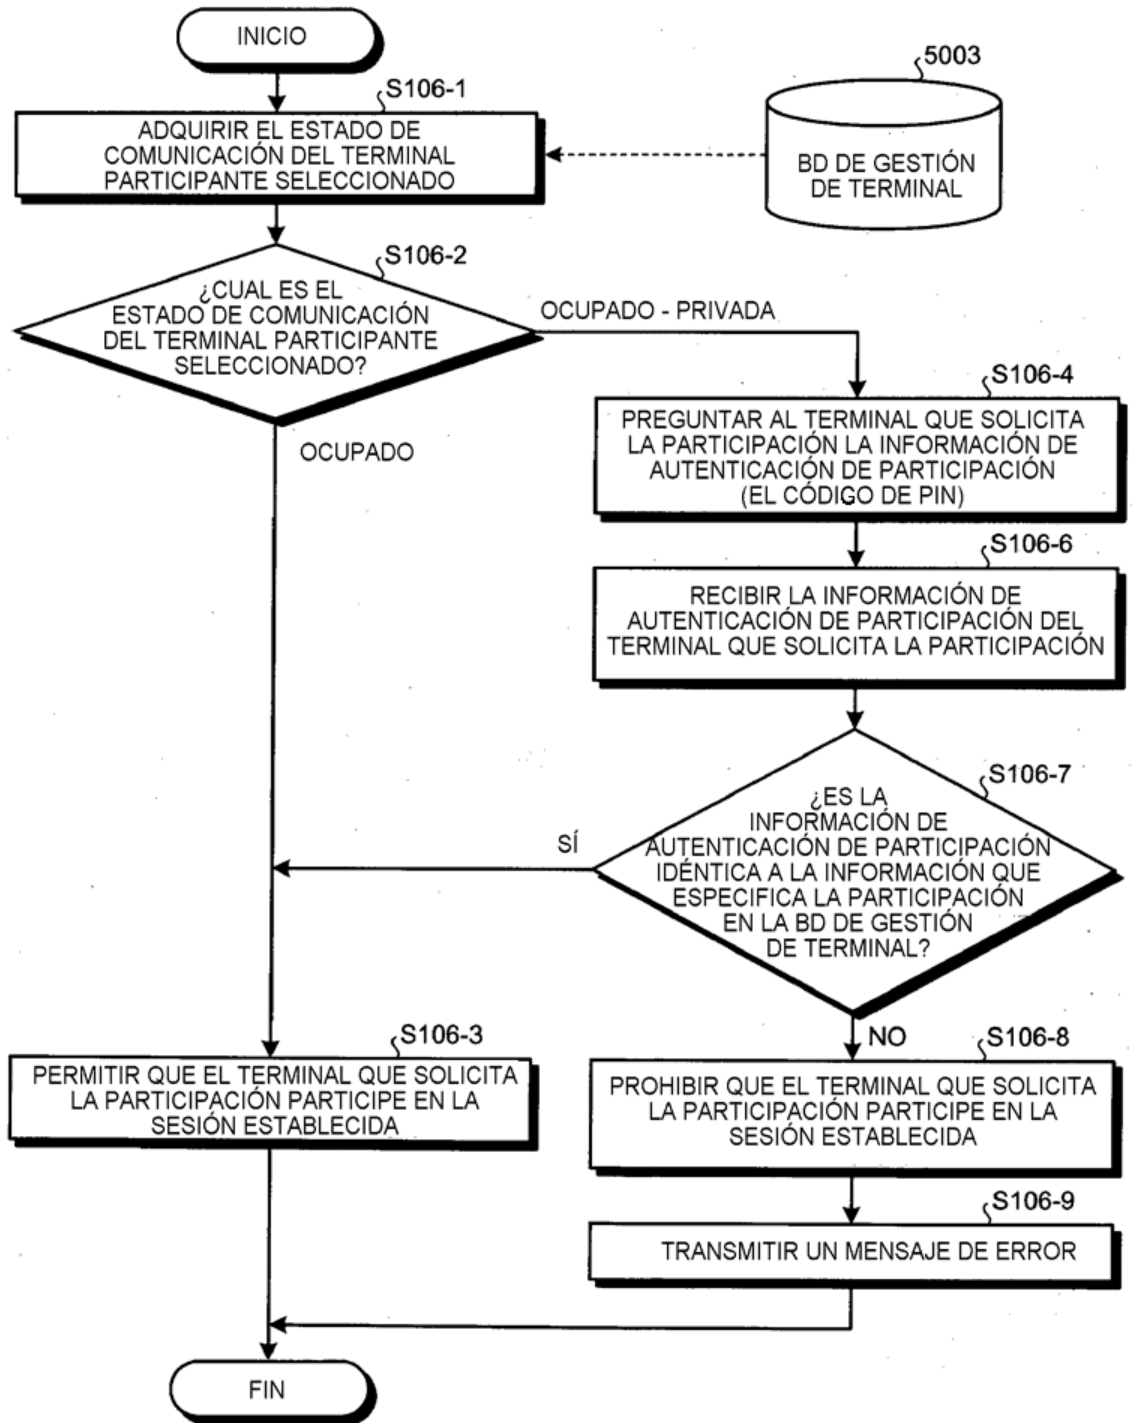 INICIO
5003
S106-1
ADQUIRIR EL ESTADO DE
COMUNICACIÓN DEL TERMINAL
PARTICIPANTE SELECCIONADO
BD DE GESTIÓN
DE TERMINAL
S106-2
¿CUAL ES EL
ESTADO DE COMUNICACIÓN
DEL TERMINAL PARTICIPANTE
SELECCIONADO?
OCUPADO - PRIVADA
OCUPADO
S106-4
PREGUNTAR AL TERMINAL QUE SOLICITA
LA PARTICIPACIÓN LA INFORMACIÓN DE
AUTENTICACIÓN DE PARTICIPACIÓN
(EL CÓDIGO DE PIN)
S106-6
RECIBIR LA INFORMACIÓN DE
AUTENTICACIÓN DE PARTICIPACIÓN DEL
TERMINAL QUE SOLICITA LA PARTICIPACIÓN
S106-7
¿ES LA
INFORMACIÓN DE
AUTENTICACIÓN DE PARTICIPACIÓN
IDÉNTICA A LA INFORMACIÓN QUE
ESPECIFICA LA PARTICIPACIÓN
EN LA BD DE GESTIÓN
DE TERMINAL?
SÍ
NO
S106-3
PERMITIR QUE EL TERMINAL QUE SOLICITA
LA PARTICIPACIÓN PARTICIPE EN LA
SESIÓN ESTABLECIDA
S106-8
PROHIBIR QUE EL TERMINAL QUE SOLICITA
LA PARTICIPACIÓN PARTICIPE EN LA
SESIÓN ESTABLECIDA
S106-9
TRANSMITIR UN MENSAJE DE ERROR
FIN